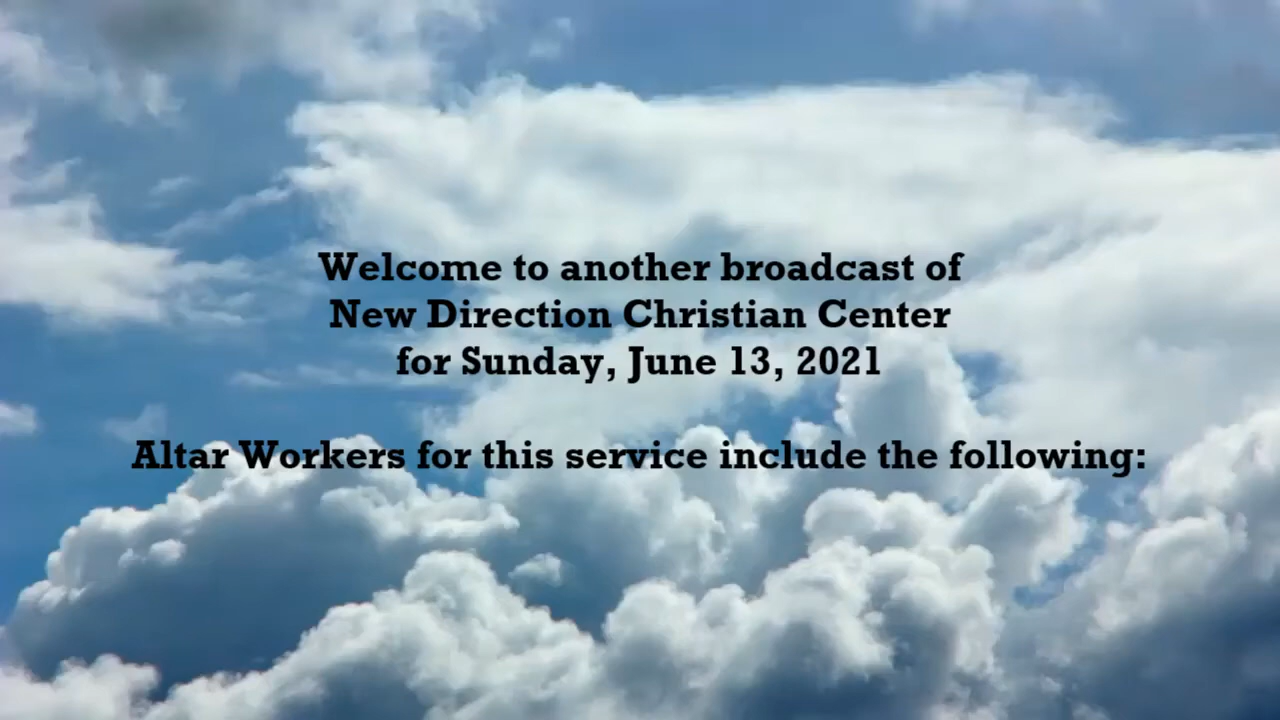 Welcome to another broadcast of
New Direction Christian Center
for Sunday, June 13, 2021
Altar Workers for this service include the following: